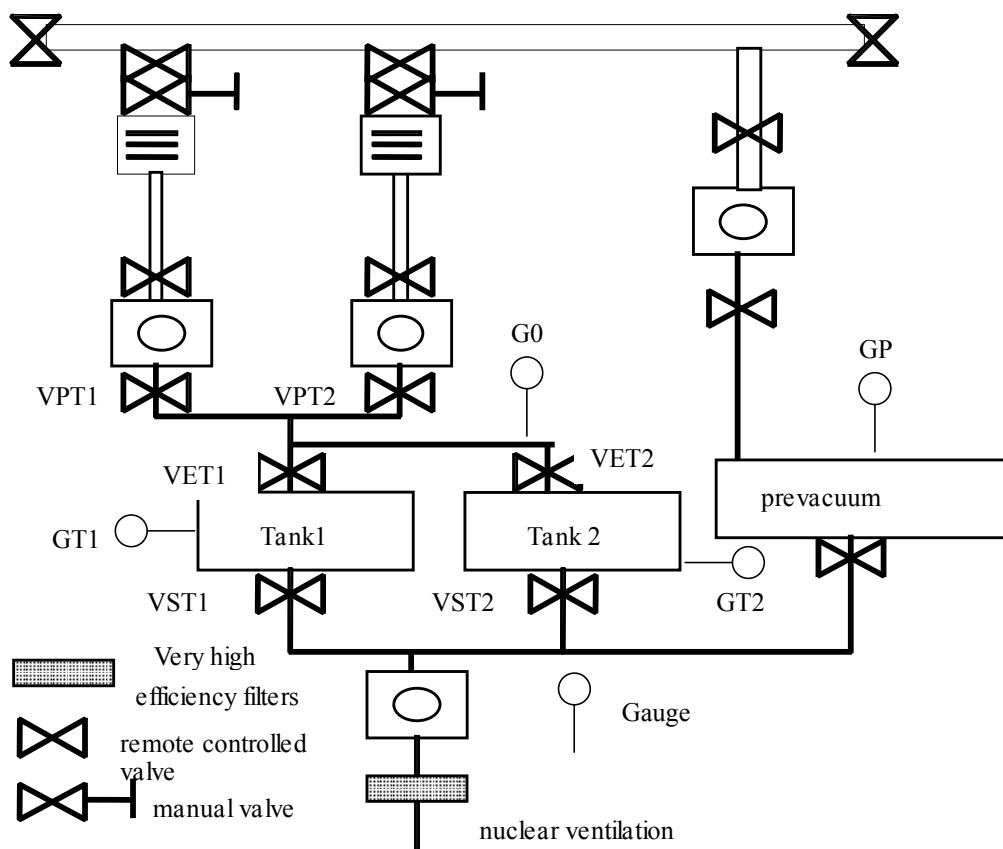 G0
GP
VPT1
VPT2
VET1
VET2
prevacuum
GT1
Tank1
Tank 2
VST1
VST2
GT2
Very high
efficiency filters
Gauge
remote controlled
valve
manual valve
nuclear ventilation